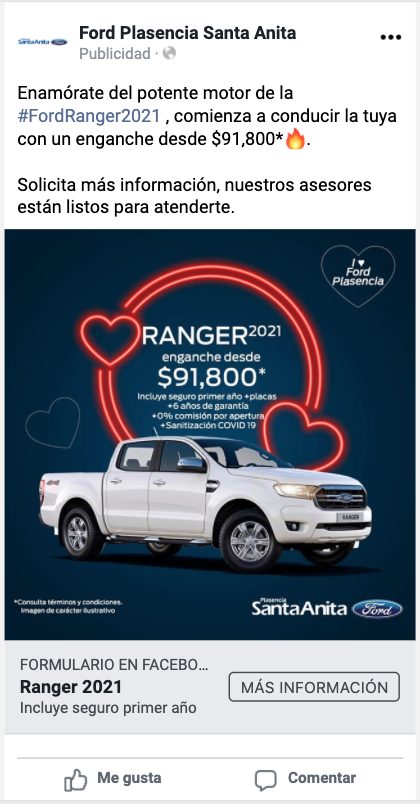 SantaAnita Ford
Ford Plasencia Santa Anita
Publicidad ·
Enamórate del potente motor de la
#FordRanger2021 , comienza a conducir la tuya
con un enganche desde $91,800*🔥.
Solicita más información, nuestros asesores
están listos para atenderte.
I ♥
Ford
Plasencia
RANGER2021
enganche desde
$91,800*
Incluye seguro primer año +placas
+6 años de garantía
+0% comisión por apertura
+Sanitización COVID 19
4x4
Ford
RANGER
*Consulta términos y condiciones.
Imagen de carácter ilustrativo
Plasencia
SantaAnita Ford
FORMULARIO EN FACEBO...
Ranger 2021
Incluye seguro primer año
MÁS INFORMACIÓN
Me gusta
Comentar